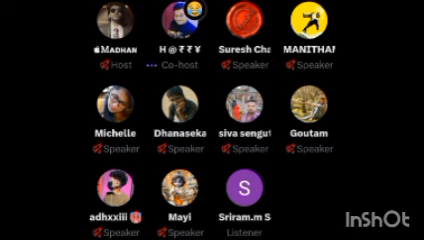 MADHAN H @ ₹ ₹ ¥ Suresh Cha MANITHAN
Host Co-host Speaker Speaker
Michelle Dhanaseka siva sengut Goutam
Speaker Speaker Speaker Speaker
S
adhxxiii Mayi Sriram.m S
Speaker Speaker Listener
InShOt